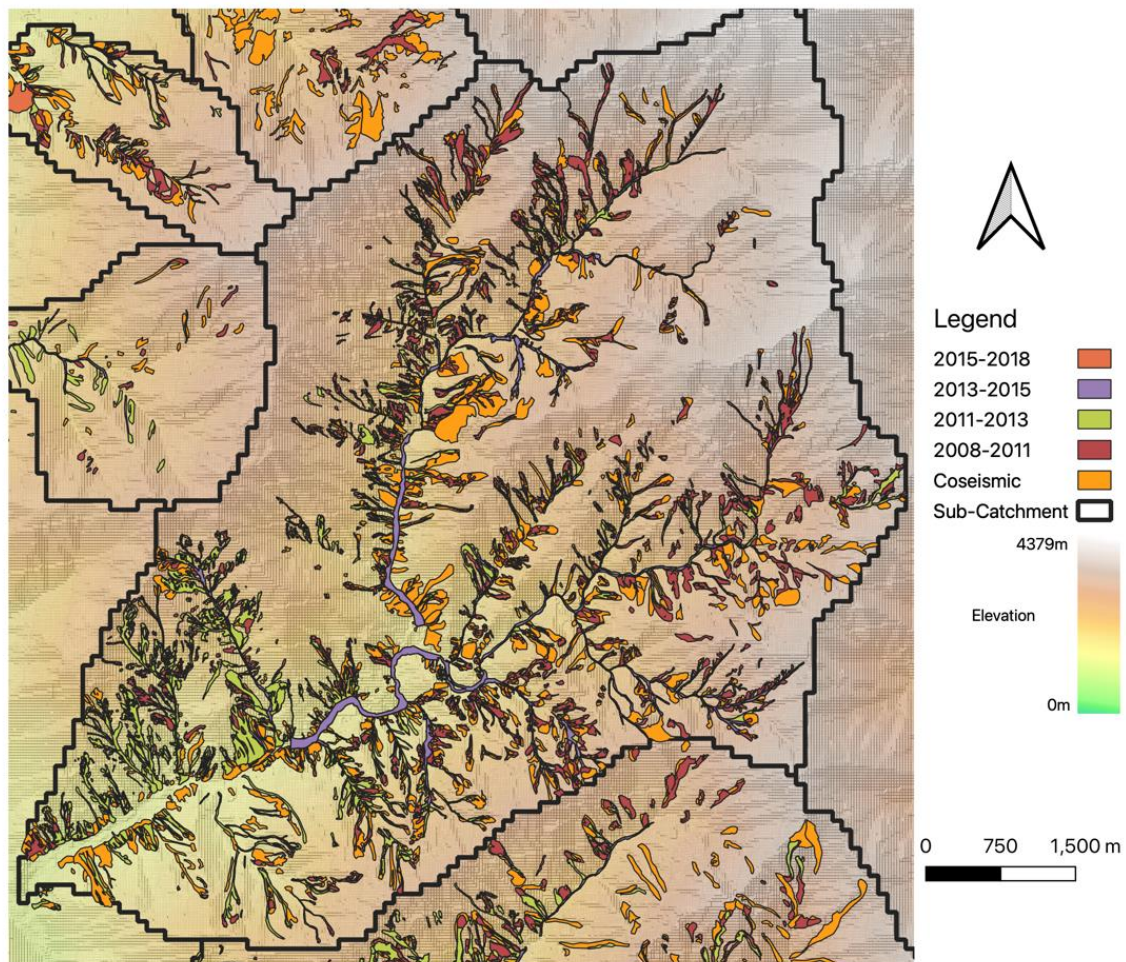 Legend
2015-2018
2013-2015
2011-2013
2008-2011
Coseismic
Sub-Catchment
4379m
Elevation
0m
0 750 1,500 m